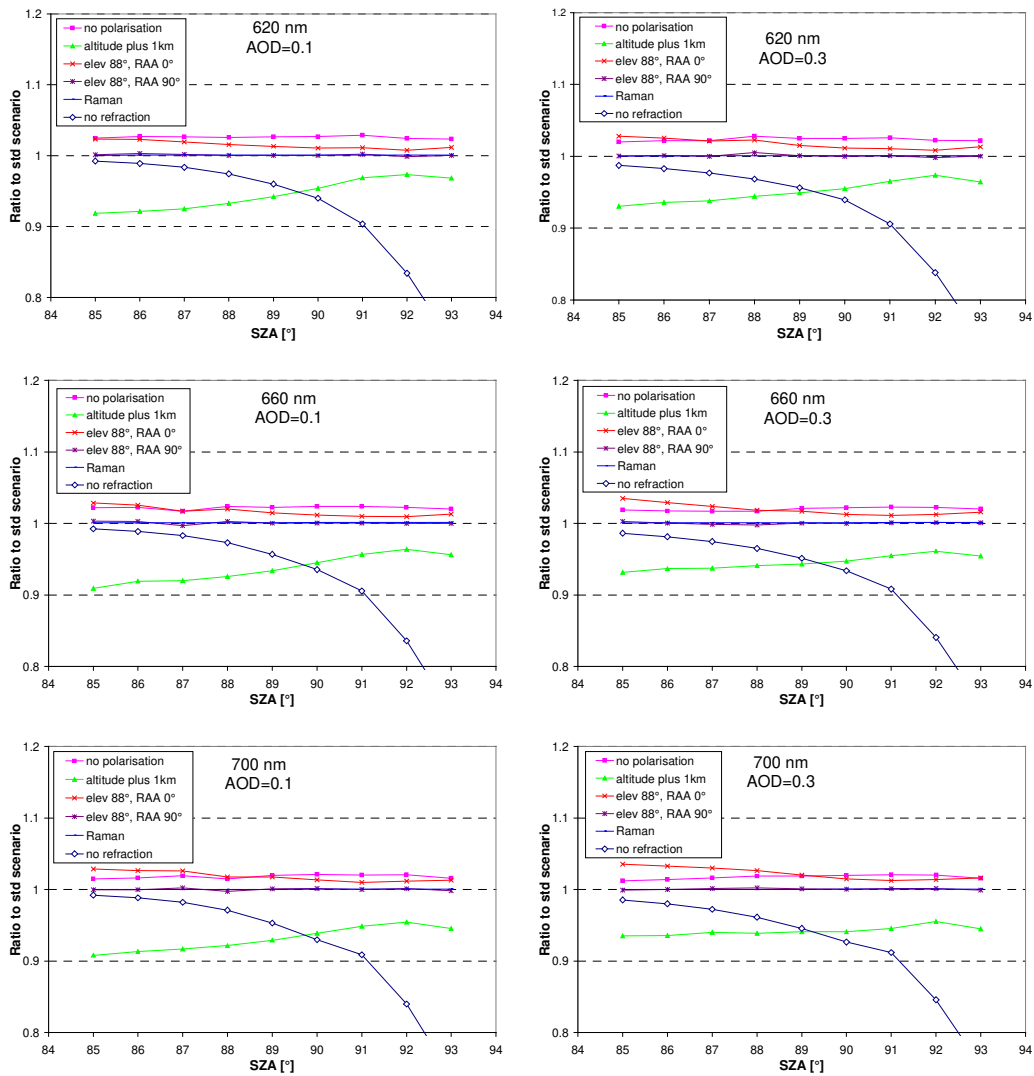 620 nm
AOD=0.1
no polarisation
altitude plus 1km
elev 88°, RAA 0°
elev 88°, RAA 90°
Raman
no refraction
Ratio to std scenario
1.2
1.1
1
0.9
0.8
84 85 86 87 88 89 90 91 92 93 94
SZA [°]
620 nm
AOD=0.3
no polarisation
altitude plus 1km
elev 88°, RAA 0°
elev 88°, RAA 90°
Raman
no refraction
Ratio to std scenario
1.2
1.1
1
0.9
0.8
84 85 86 87 88 89 90 91 92 93 94
SZA [°]
660 nm
AOD=0.1
no polarisation
altitude plus 1km
elev 88°, RAA 0°
elev 88°, RAA 90°
Raman
no refraction
Ratio to std scenario
1.2
1.1
1
0.9
0.8
84 85 86 87 88 89 90 91 92 93 94
SZA [°]
660 nm
AOD=0.3
no polarisation
altitude plus 1km
elev 88°, RAA 0°
elev 88°, RAA 90°
Raman
no refraction
Ratio to std scenario
1.2
1.1
1
0.9
0.8
84 85 86 87 88 89 90 91 92 93 94
SZA [°]
700 nm
AOD=0.1
no polarisation
altitude plus 1km
elev 88°, RAA 0°
elev 88°, RAA 90°
Raman
no refraction
Ratio to std scenario
1.2
1.1
1
0.9
0.8
84 85 86 87 88 89 90 91 92 93 94
SZA [°]
700 nm
AOD=0.3
no polarisation
altitude plus 1km
elev 88°, RAA 0°
elev 88°, RAA 90°
Raman
no refraction
Ratio to std scenario
1.2
1.1
1
0.9
0.8
84 85 86 87 88 89 90 91 92 93 94
SZA [°]